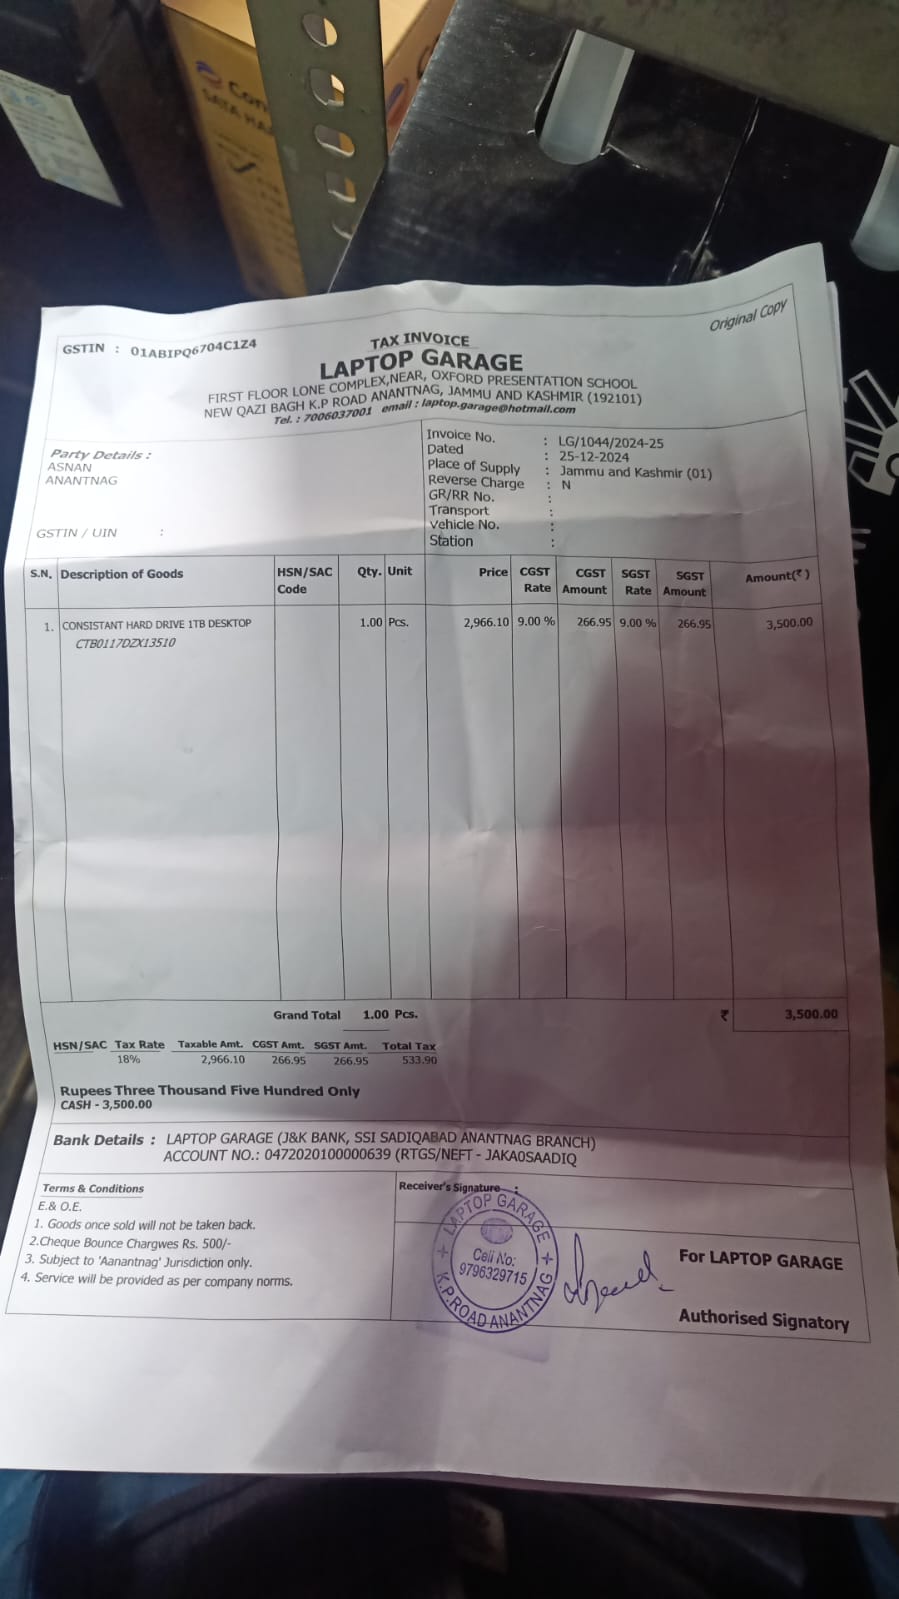 Con
SATA HA
Original Copy
GSTIN : 01ABIPQ6704C1Z4
TAX INVOICE
LAPTOP GARAGE
FIRST FLOOR LONE COMPLEX,NEAR, OXFORD PRESENTATION SCHOOL
NEW QAZI BAGH K.P ROAD ANANTNAG, JAMMU AND KASHMIR (192101)
Tel. : 7006037001 email : laptop.garage@hotmail.com
Party Details :
ASNAN
ANANTNAG
GSTIN / UIN :
Invoice No. : LG/1044/2024-25
Dated : 25-12-2024
Place of Supply : Jammu and Kashmir (01)
Reverse Charge : N
GR/RR No. :
Transport :
Vehicle No. :
Station :
S.N. Description of Goods HSN/SAC Code Qty. Unit Price CGST Rate CGST Amount SGST Rate SGST Amount Amount(₹)
1. CONSISTANT HARD DRIVE 1TB DESKTOP 1.00 Pcs. 2,966.10 9.00 % 266.95 9.00 % 266.95 3,500.00
CTB0117DZX13510
Grand Total 1.00 Pcs. ₹ 3,500.00
HSN/SAC Tax Rate Taxable Amt. CGST Amt. SGST Amt. Total Tax
18% 2,966.10 266.95 266.95 533.90
Rupees Three Thousand Five Hundred Only
CASH - 3,500.00
Bank Details : LAPTOP GARAGE (J&K BANK, SSI SADIQABAD ANANTNAG BRANCH)
ACCOUNT NO.: 0472020100000639 (RTGS/NEFT - JAKA0SAADIQ
Terms & Conditions
E.& O.E.
1. Goods once sold will not be taken back.
2.Cheque Bounce Chargwes Rs. 500/-
3. Subject to 'Aanantnag' Jurisdiction only.
4. Service will be provided as per company norms.
Receiver's Signature :
LAPTOP GARAGE
Cell No:
9796329715
K.P.ROAD ANANTNAG
For LAPTOP GARAGE
Authorised Signatory